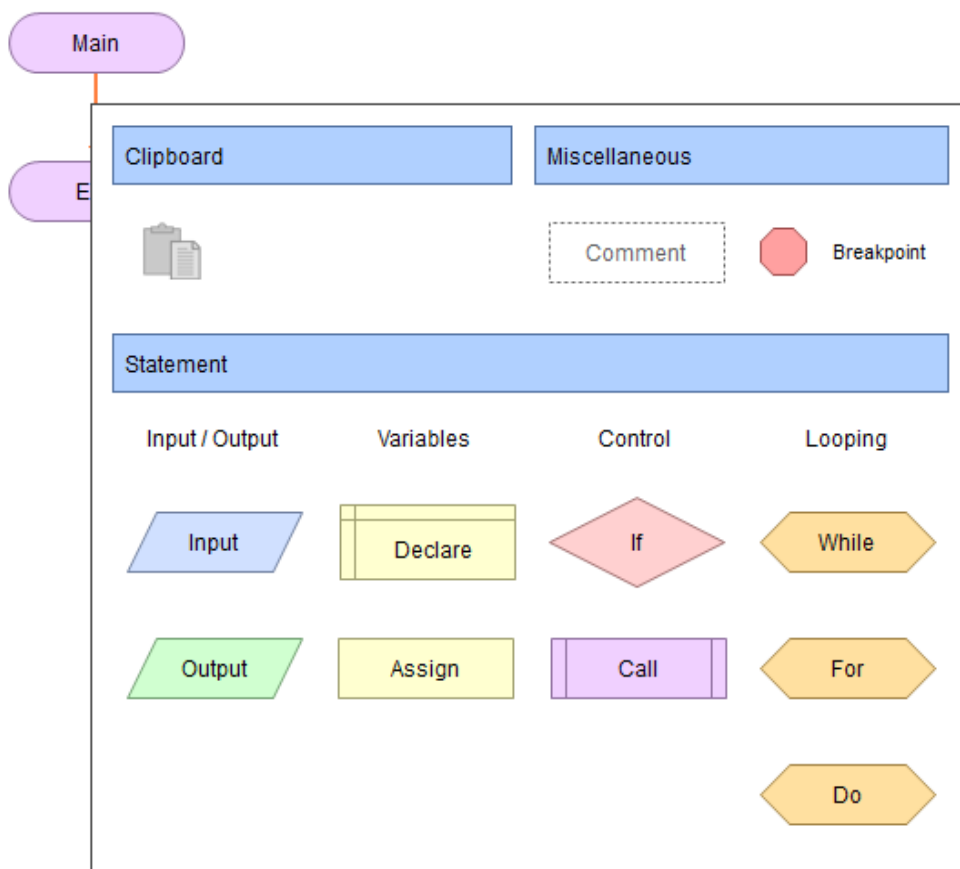 Main
Clipboard
Miscellaneous
E
Comment
Breakpoint
Statement
Input / Output
Variables
Control
Looping
Input
Declare
If
While
Output
Assign
Call
For
Do